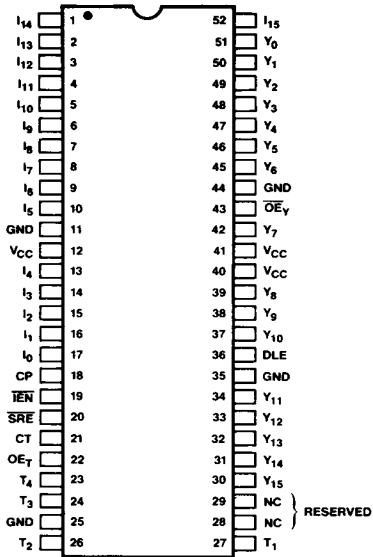 I14 1 52 I15
I13 2 51 Y0
I12 3 50 Y1
I11 4 49 Y2
I10 5 48 Y3
I9 6 47 Y4
I8 7 46 Y5
I7 8 45 Y6
I6 9 44 GND
I5 10 43 OEY
GND 11 42 Y7
VCC 12 41 VCC
I4 13 40 VCC
I3 14 39 Y8
I2 15 38 Y9
I1 16 37 Y10
I0 17 36 DLE
CP 18 35 GND
IEN 19 34 Y11
SRE 20 33 Y12
CT 21 32 Y13
OET 22 31 Y14
T4 23 30 Y15
T3 24 29 NC
RESERVED
GND 25 28 NC
T2 26 27 T1